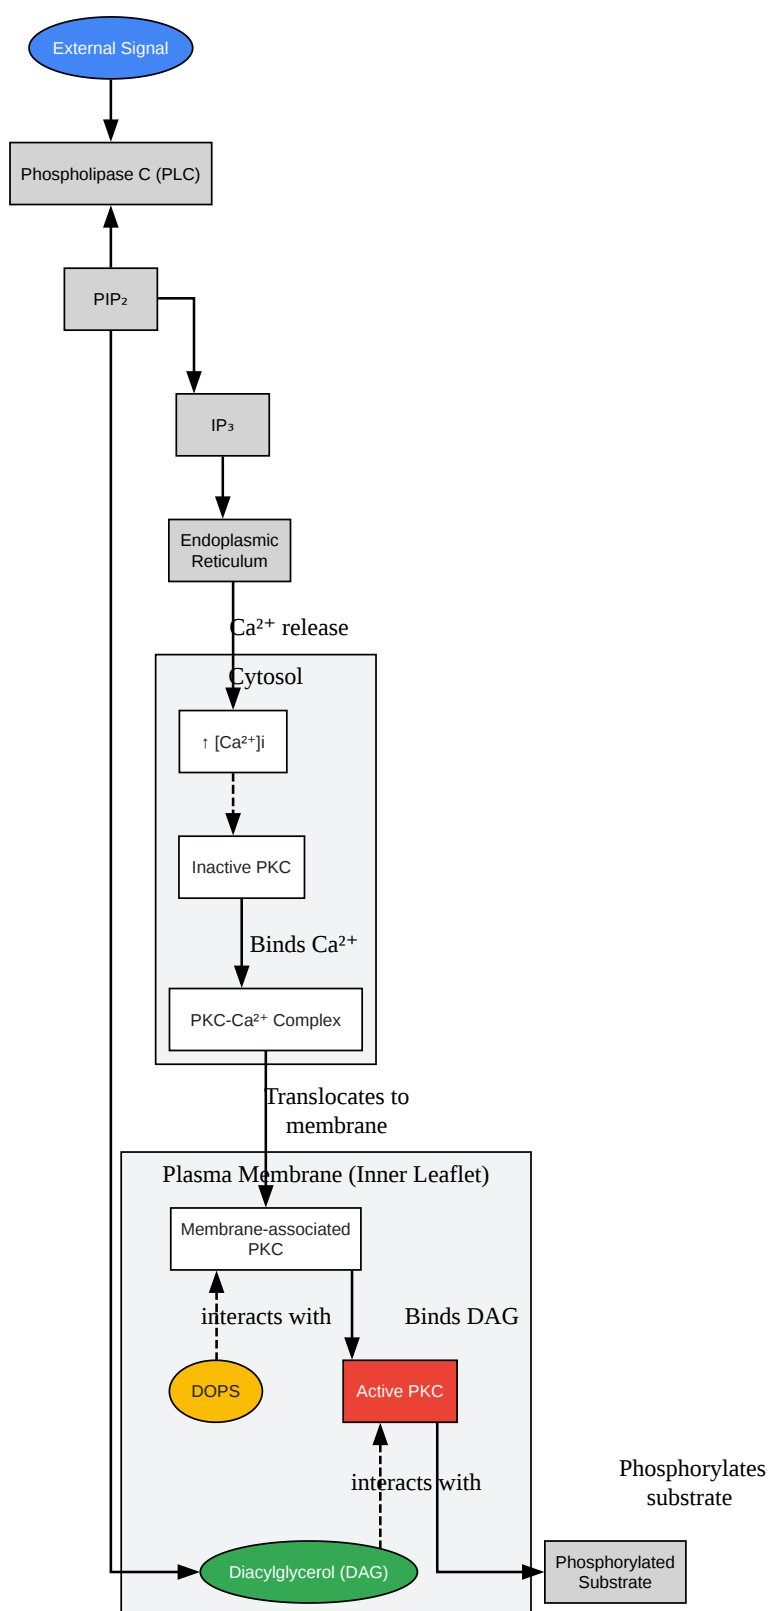 External Signal
Phospholipase C (PLC)
PIP₂
IP₃
Endoplasmic
Reticulum
Ca²⁺ release
Cytosol
↑ [Ca²⁺]i
Inactive PKC
Binds Ca²⁺
PKC-Ca²⁺ Complex
Translocates to
membrane
Plasma Membrane (Inner Leaflet)
Membrane-associated
PKC
interacts with
Binds DAG
DOPS
Active PKC
interacts with
Phosphorylates
substrate
Diacylglycerol (DAG)
Phosphorylated
Substrate